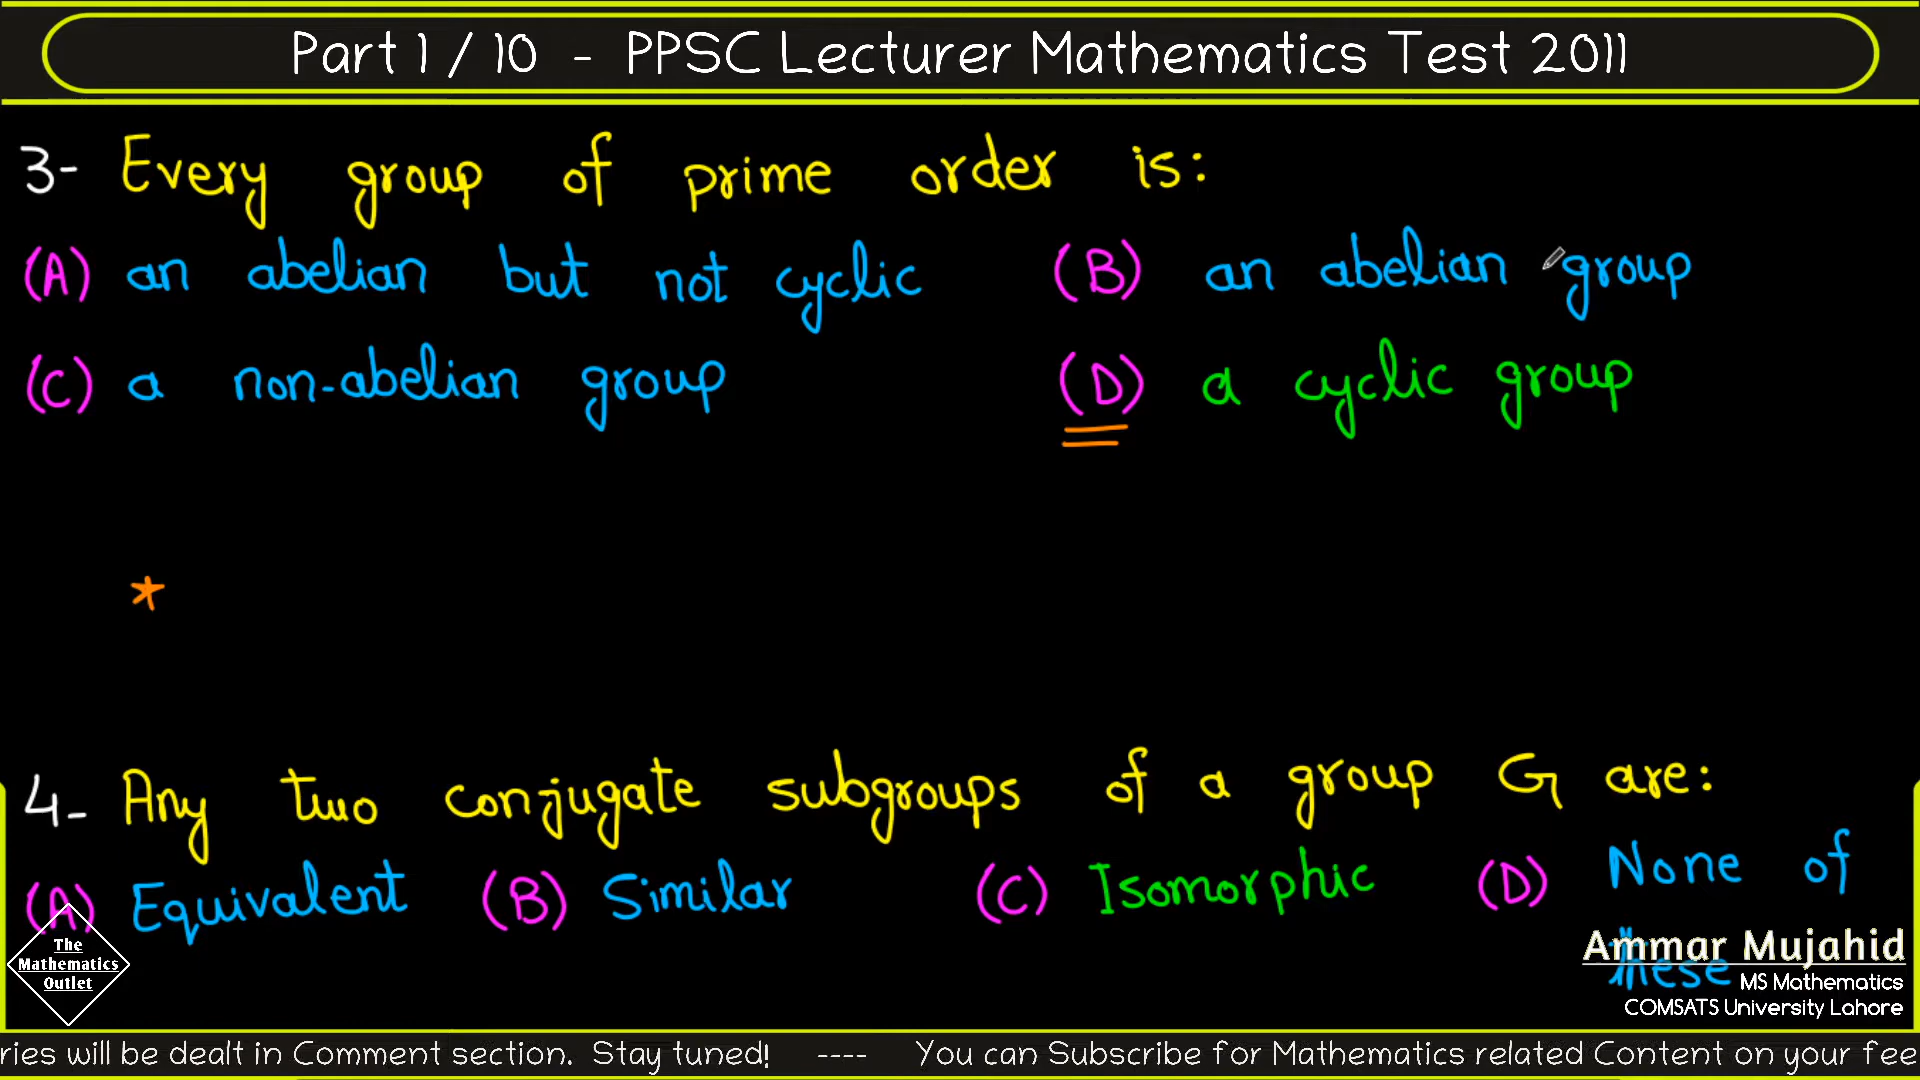 Part 1 / 10 - PPSC Lecturer Mathematics Test 2011
3- Every group of prime order is:
(A) an abelian but not cyclic (B) an abelian group
(C) a non-abelian group (D) a cyclic group
*
4- Any two conjugate subgroups of a group G are:
(A) Equivalent (B) Similar (C) Isomorphic (D) None of
these
The
Mathematics
Outlet
Ammar Mujahid
MS Mathematics
COMSATS University Lahore
ries will be dealt in Comment section. Stay tuned! ---- You can Subscribe for Mathematics related Content on your fee